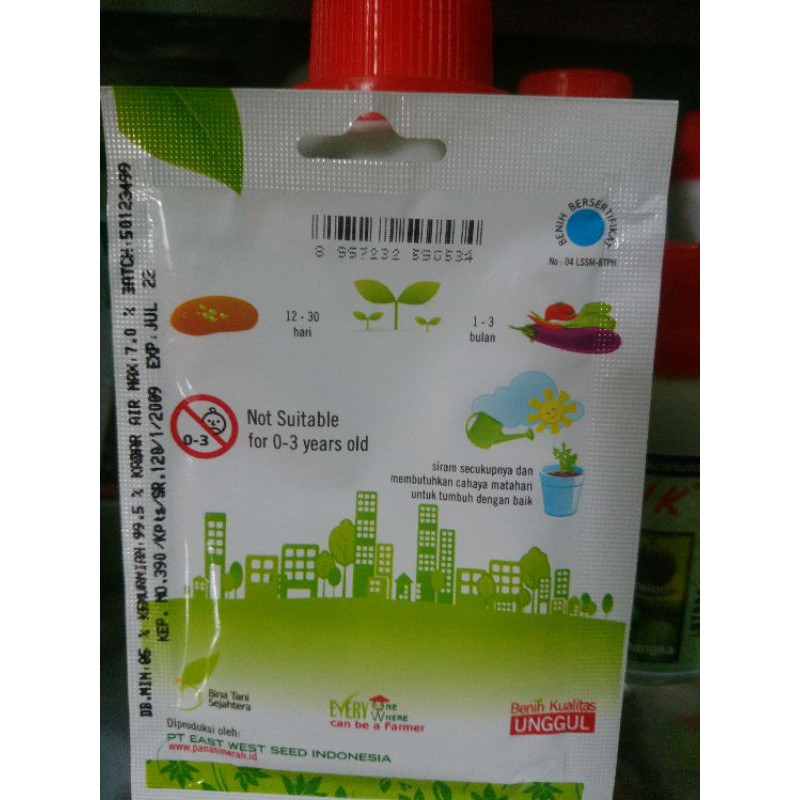 8 997232 590534
BENIH BERSERTIFIKAT
No : 04 LSSM-BTPH
12 - 30
hari
1 - 3
bulan
0-3
Not Suitable
for 0-3 years old
siram secukupnya dan
membutuhkan cahaya matahari
untuk tumbuh dengan baik
DB.MIN:85 % KEMURNIAN:99.5 % KADAR AIR MAX:7.0 % BATCH:50123499
KEP. NO.390/KPts/SR.120/1/2009 EXP:JUL 22
Bina Tani
Sejahtera
EVERY One
Where
can be a Farmer
Benih Kualitas
UNGGUL
Diproduksi oleh:
PT EAST WEST SEED INDONESIA
www.panahmerah.id